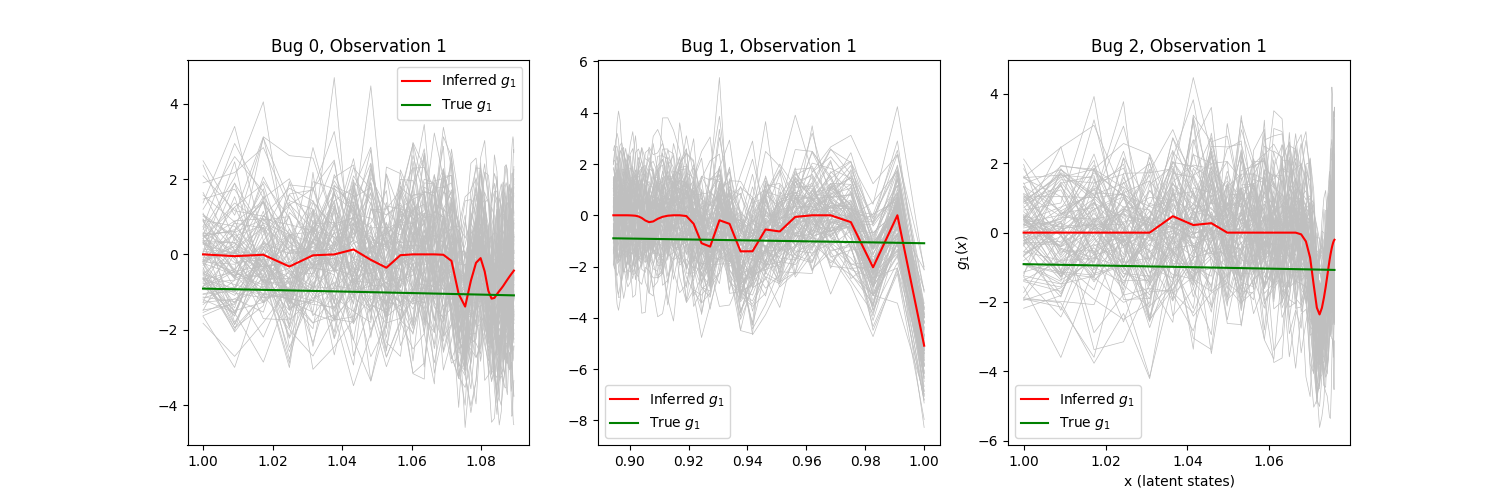 Bug 0, Observation 1
Inferred g₁
True g₁
4
2
0
−2
−4
1.00 1.02 1.04 1.06 1.08
Bug 1, Observation 1
6
4
2
0
−2
−4
−6
−8
Inferred g₁
True g₁
0.90 0.92 0.94 0.96 0.98 1.00
Bug 2, Observation 1
g₁(x)
4
2
0
−2
−4
−6
Inferred g₁
True g₁
1.00 1.02 1.04 1.06
x (latent states)